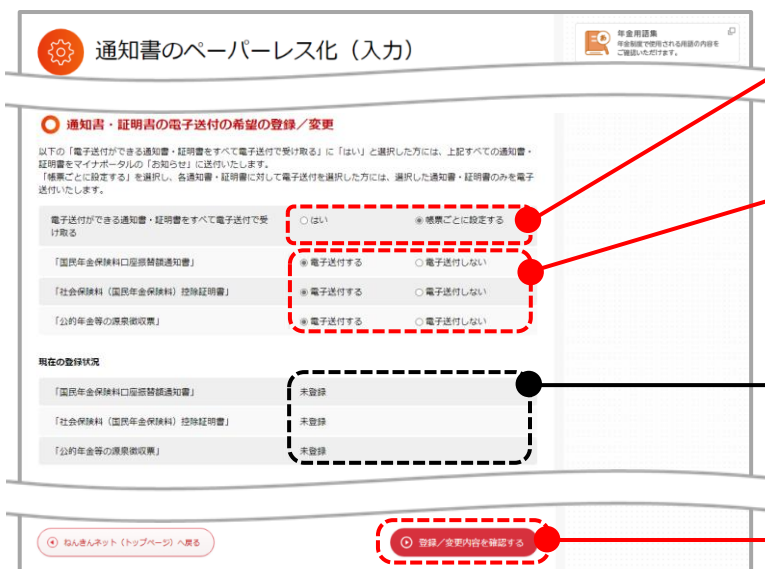 通知書のペーパーレス化（入力）
年金用語集
年金制度で使用される用語の内容を
ご確認いただけます。
通知書・証明書の電子送付の希望の登録／変更
以下の「電子送付ができる通知書・証明書をすべて電子送付で受け取る」に「はい」と選択した方には、上記すべての通知書・
証明書をマイナポータルの「お知らせ」に送付いたします。
「帳票ごとに設定する」を選択し、各通知書・証明書に対して電子送付を選択した方には、選択した通知書・証明書のみを電子
送付いたします。
電子送付ができる通知書・証明書をすべて電子送付で受
け取る
はい
帳票ごとに設定する
「国民年金保険料口座振替額通知書」
電子送付する
電子送付しない
「社会保険料（国民年金保険料）控除証明書」
電子送付する
電子送付しない
「公的年金等の源泉徴収票」
電子送付する
電子送付しない
現在の登録状況
「国民年金保険料口座振替額通知書」
未登録
「社会保険料（国民年金保険料）控除証明書」
未登録
「公的年金等の源泉徴収票」
未登録
ねんきんネット（トップページ）へ戻る
登録／変更内容を確認する